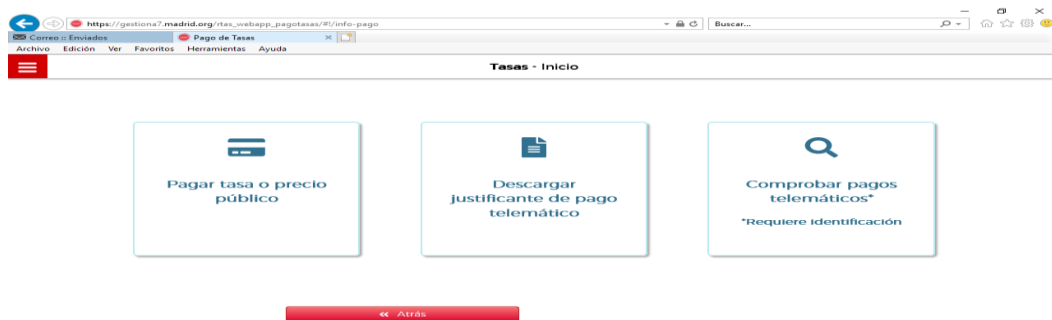 https://gestiona7.madrid.org/rtas_webapp_pagotasas/#!/info-pago
Buscar...
Correo :: Enviados
Pago de Tasas
Archivo Edición Ver Favoritos Herramientas Ayuda
Tasas - Inicio
Pagar tasa o precio
público
Descargar
justificante de pago
telemático
Comprobar pagos
telemáticos*
*Requiere identificación
« Atrás